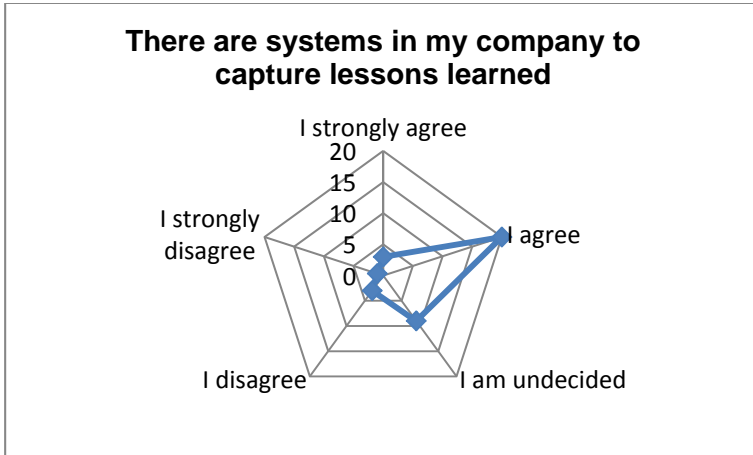 There are systems in my company to
capture lessons learned
I strongly agree
20
15
10
5
0
I agree
I am undecided
I disagree
I strongly
disagree